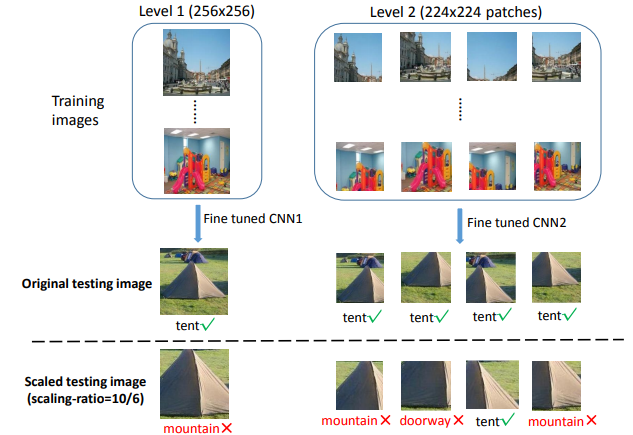 Level 1 (256x256)
Level 2 (224x224 patches)
Training
images
Fine tuned CNN1
Fine tuned CNN2
Original testing image
tent✓
tent✓
tent✓
tent✓
tent✓
Scaled testing image
(scaling-ratio=10/6)
mountain✕
mountain✕
doorway✕
tent✓
mountain✕